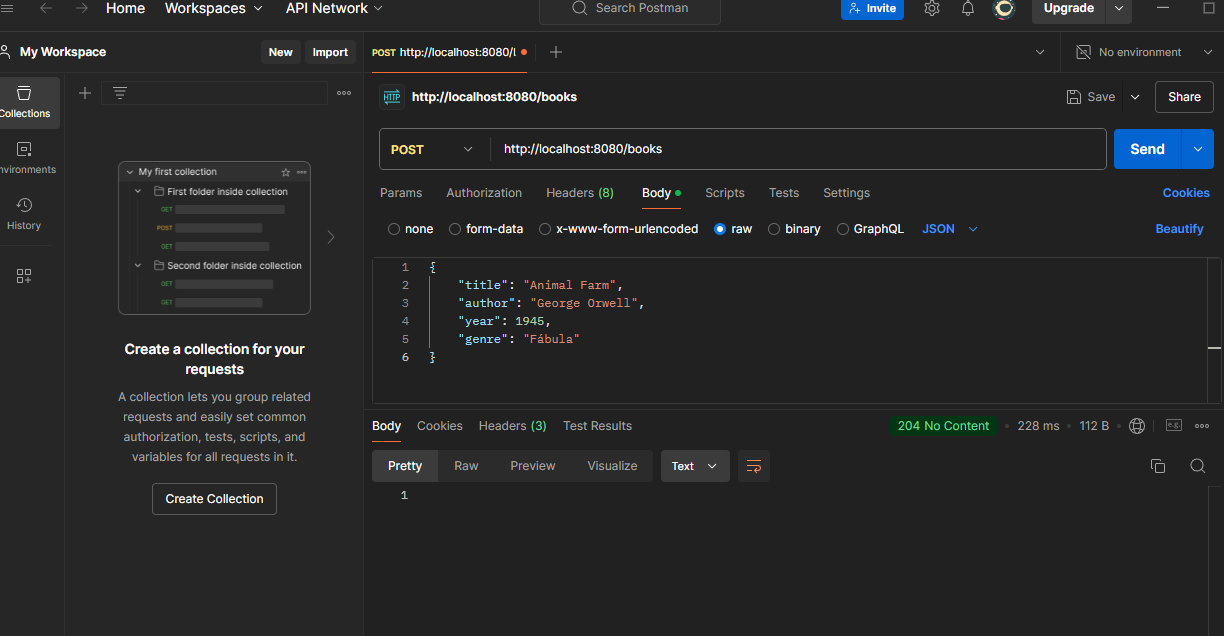 Home Workspaces API Network Search Postman Invite Upgrade
My Workspace New Import POST http://localhost:8080/l No environment
Collections
nvironments
History
My first collection
First folder inside collection
GET
POST
GET
Second folder inside collection
GET
GET
Create a collection for your
requests
A collection lets you group related
requests and easily set common
authorization, tests, scripts, and
variables for all requests in it.
Create Collection
HTTP http://localhost:8080/books Save Share
POST http://localhost:8080/books Send
Params Authorization Headers (8) Body Scripts Tests Settings Cookies
none form-data x-www-form-urlencoded raw binary GraphQL JSON Beautify
1 {
2 "title": "Animal Farm",
3 "author": "George Orwell",
4 "year": 1945,
5 "genre": "Fábula"
6 }
Body Cookies Headers (3) Test Results 204 No Content 228 ms 112 B e.g.
Pretty Raw Preview Visualize Text
1